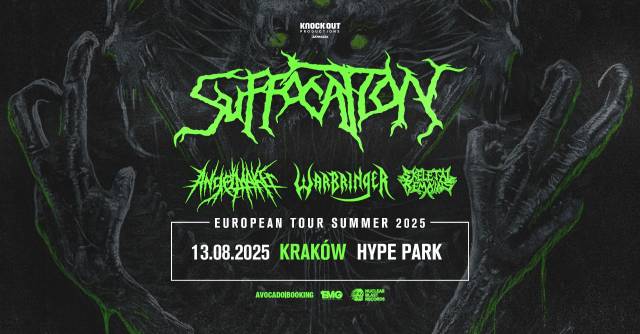 KNOCK OUT
PRODUCTIONS
SUFFOCATION
ANGELMAKER WARBRINGER SKELETAL
REMAINS
EUROPEAN TOUR SUMMER 2025
13.08.2025 KRAKÓW HYPE PARK
AVOCADO|BOOKING EMG NUCLEAR
BLAST
RECORDS